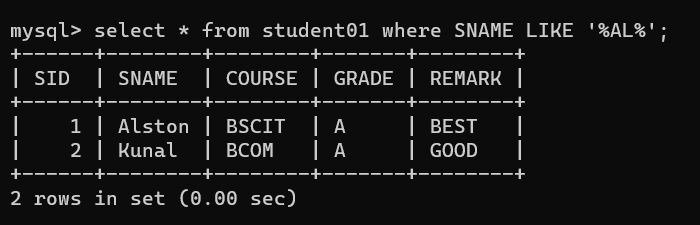 mysql> select * from student01 where SNAME LIKE '%AL%';
+------+--------+--------+-------+--------+
| SID  | SNAME  | COURSE | GRADE | REMARK |
+------+--------+--------+-------+--------+
|    1 | Alston | BSCIT  | A     | BEST   |
|    2 | Kunal  | BCOM   | A     | GOOD   |
+------+--------+--------+-------+--------+
2 rows in set (0.00 sec)